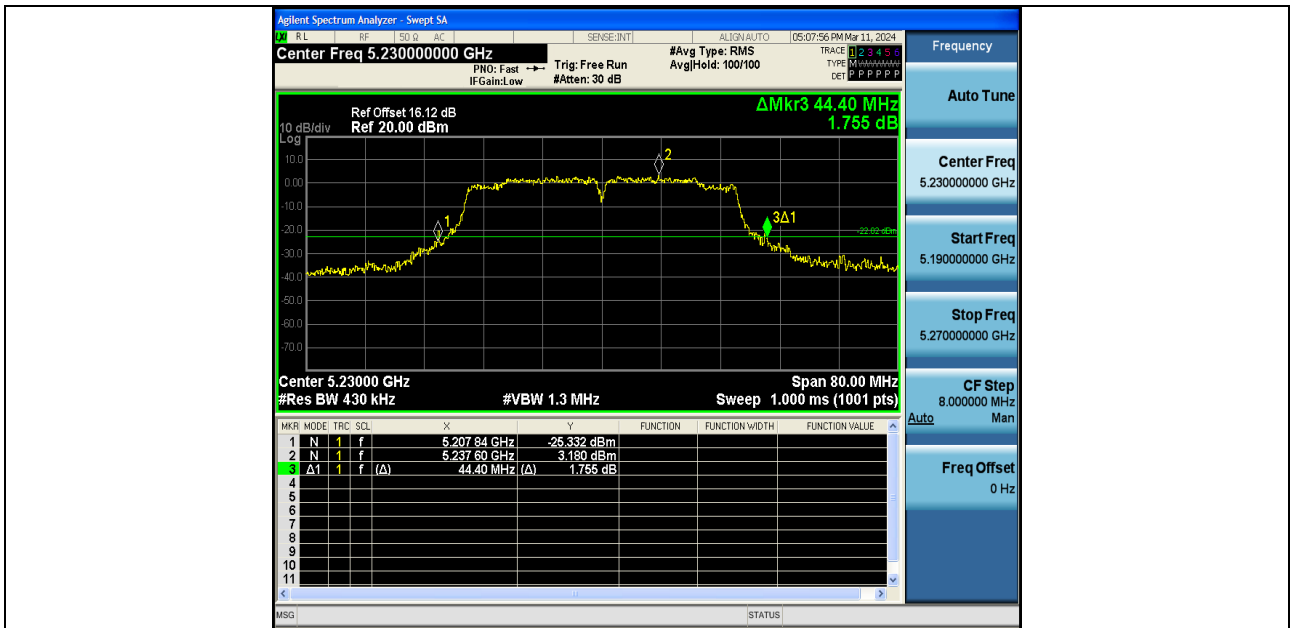 Agilent Spectrum Analyzer - Swept SA
LXI RL RF 50 Ω AC SENSE:INT ALIGN AUTO 05:07:56 PM Mar 11, 2024
Center Freq 5.230000000 GHz
PNO: Fast
IFGain:Low
Trig: Free Run
#Atten: 30 dB
#Avg Type: RMS
Avg|Hold: 100/100
TRACE 1 2 3 4 5 6
TYPE M
DET P P P P P P
ΔMkr3 44.40 MHz
1.755 dB
Ref Offset 16.12 dB
10 dB/div Ref 20.00 dBm
Log
10.0
0.00
-10.0
-20.0
-30.0
-40.0
-50.0
-60.0
-70.0
1
2
3Δ1
-22.82 dBm
Center 5.23000 GHz Span 80.00 MHz
#Res BW 430 kHz #VBW 1.3 MHz Sweep 1.000 ms (1001 pts)
MKR MODE TRC SCL X Y FUNCTION FUNCTION WIDTH FUNCTION VALUE
1 N 1 f 5.207 84 GHz -25.332 dBm
2 N 1 f 5.237 60 GHz 3.180 dBm
3 Δ1 1 f (Δ) 44.40 MHz (Δ) 1.755 dB
4
5
6
7
8
9
10
11
MSG STATUS
Frequency
Auto Tune
Center Freq
5.230000000 GHz
Start Freq
5.190000000 GHz
Stop Freq
5.270000000 GHz
CF Step
8.000000 MHz
Auto Man
Freq Offset
0 Hz